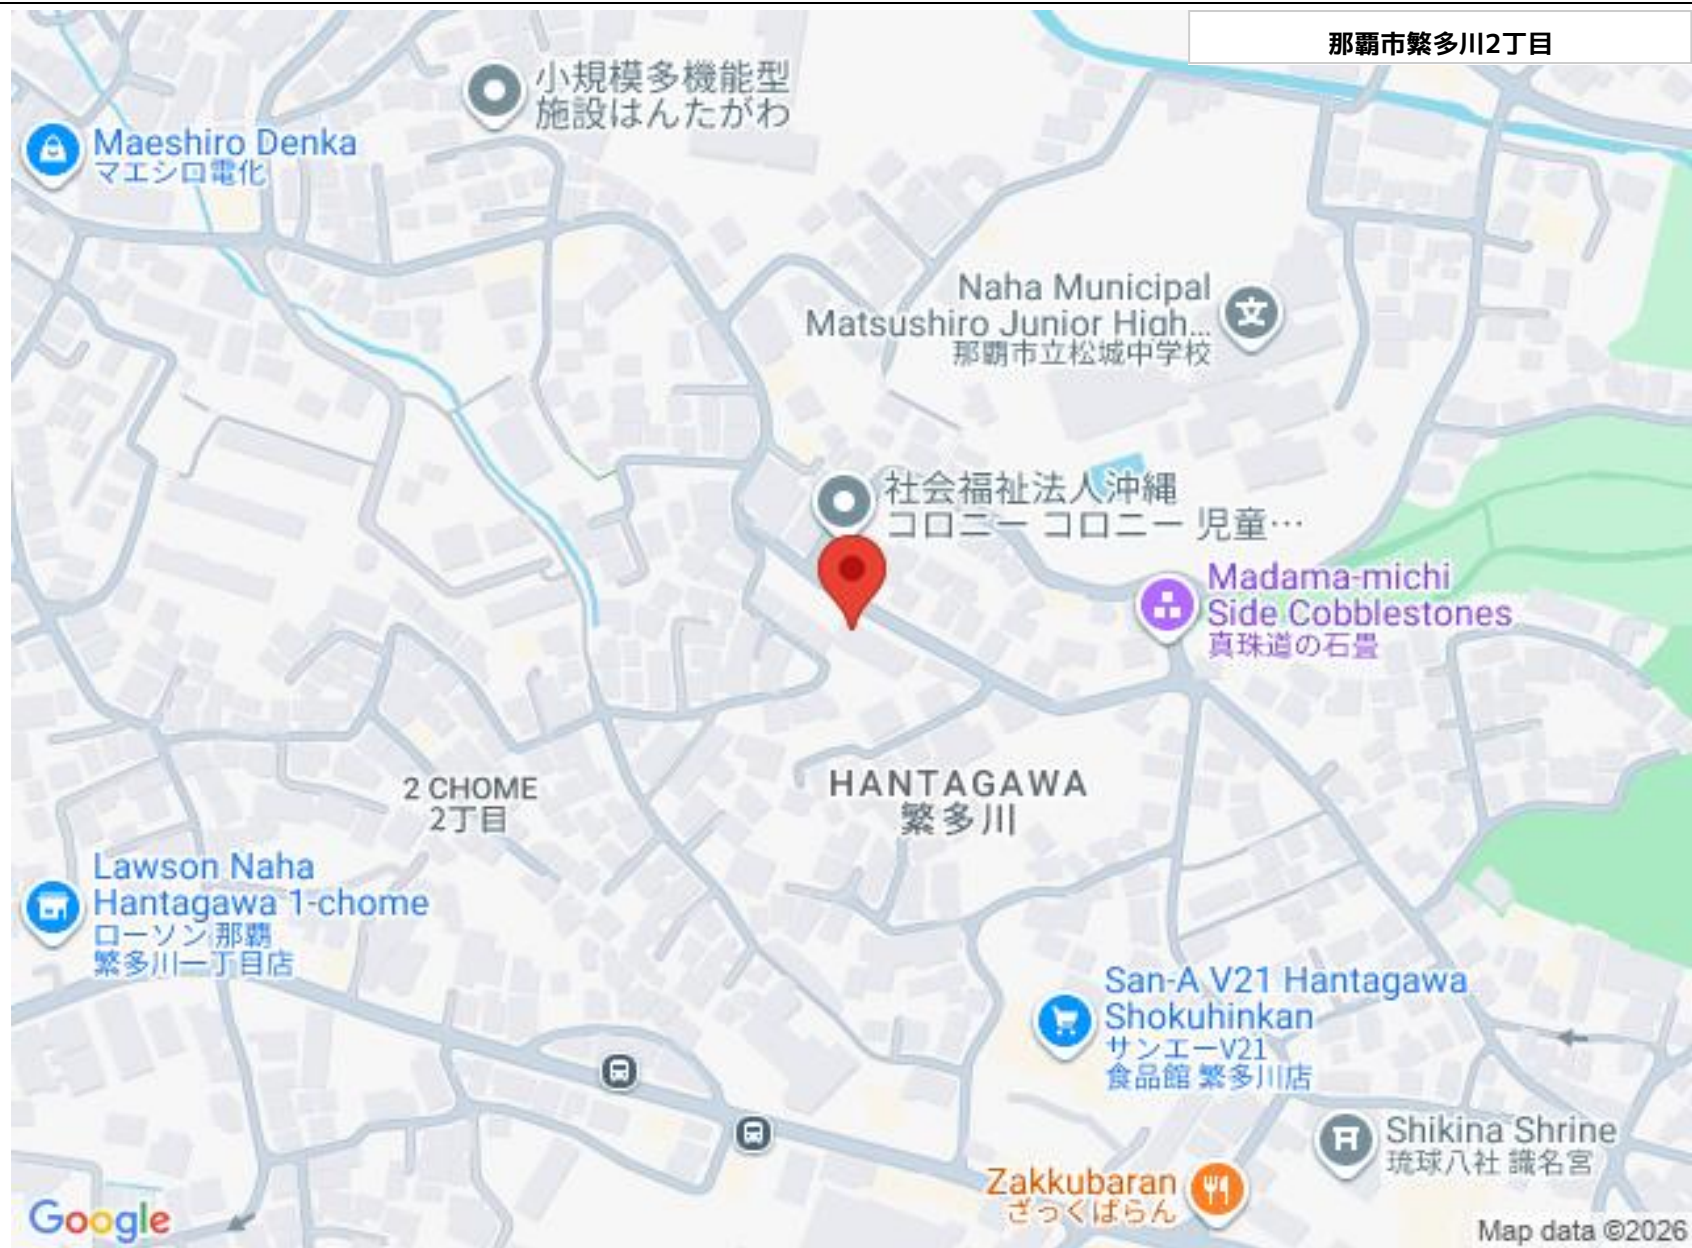 那覇市繁多川2丁目
小規模多機能型
施設はんたがわ
Maeshiro Denka
マエシロ電化
Naha Municipal
Matsushiro Junior High...
那覇市立松城中学校
文
社会福祉法人沖縄
コロニー コロニー 児童…
Madama-michi
Side Cobblestones
真珠道の石畳
2 CHOME
2丁目
HANTAGAWA
繁多川
Lawson Naha
Hantagawa 1-chome
ローソン 那覇
繁多川一丁目店
San-A V21 Hantagawa
Shokuhinkan
サンエーV21
食品館 繁多川店
Shikina Shrine
琉球八社 識名宮
Zakkubaran
ざっくばらん
Google
Map data ©2026